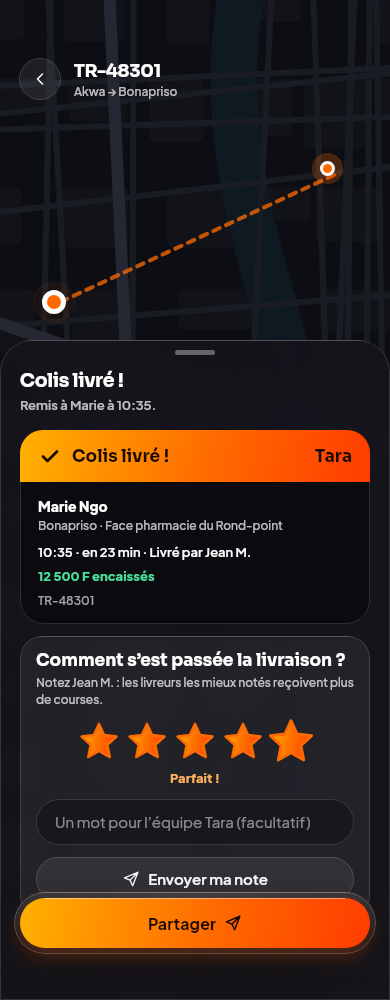 TR-48301
Akwa → Bonapriso
Colis livré !
Remis à Marie à 10:35.
Colis livré ! Tara
Marie Ngo
Bonapriso · Face pharmacie du Rond-point
10:35 · en 23 min · Livré par Jean M.
12 500 F encaissés
TR-48301
Comment s’est passée la livraison ?
Notez Jean M. : les livreurs les mieux notés reçoivent plus
de courses.
Parfait !
Un mot pour l’équipe Tara (facultatif)
Envoyer ma note
Partager